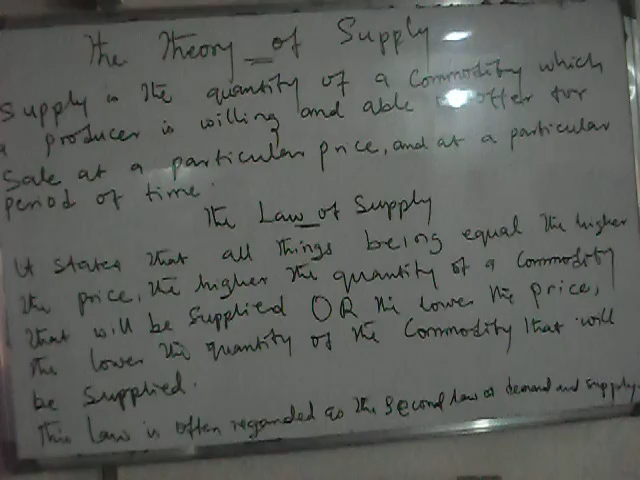 The Theory of Supply
Supply is the quantity of a Commodity which
a producer is willing and able to offer for
Sale at a particular price, and at a particular
period of time.
The Law of Supply
It states that all things being equal the higher
the price, the higher the quantity of a Commodity
that will be Supplied OR the lower the price,
the lower the quantity of the Commodity that will
be Supplied.
This Law is often regarded as the second law of demand and supply.